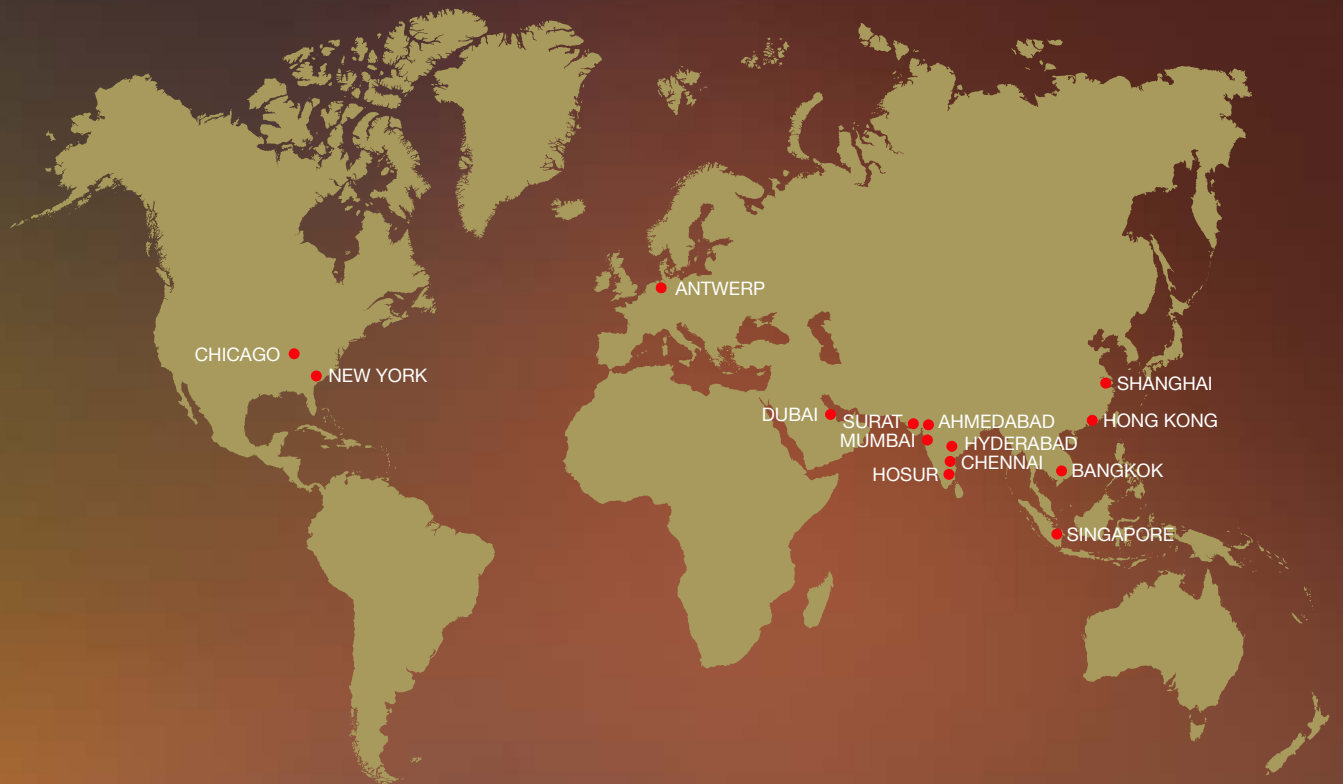 ANTWERP
CHICAGO
NEW YORK
SHANGHAI
DUBAI
SURAT
AHMEDABAD
HONG KONG
MUMBAI
HYDERABAD
CHENNAI
HOSUR
BANGKOK
SINGAPORE